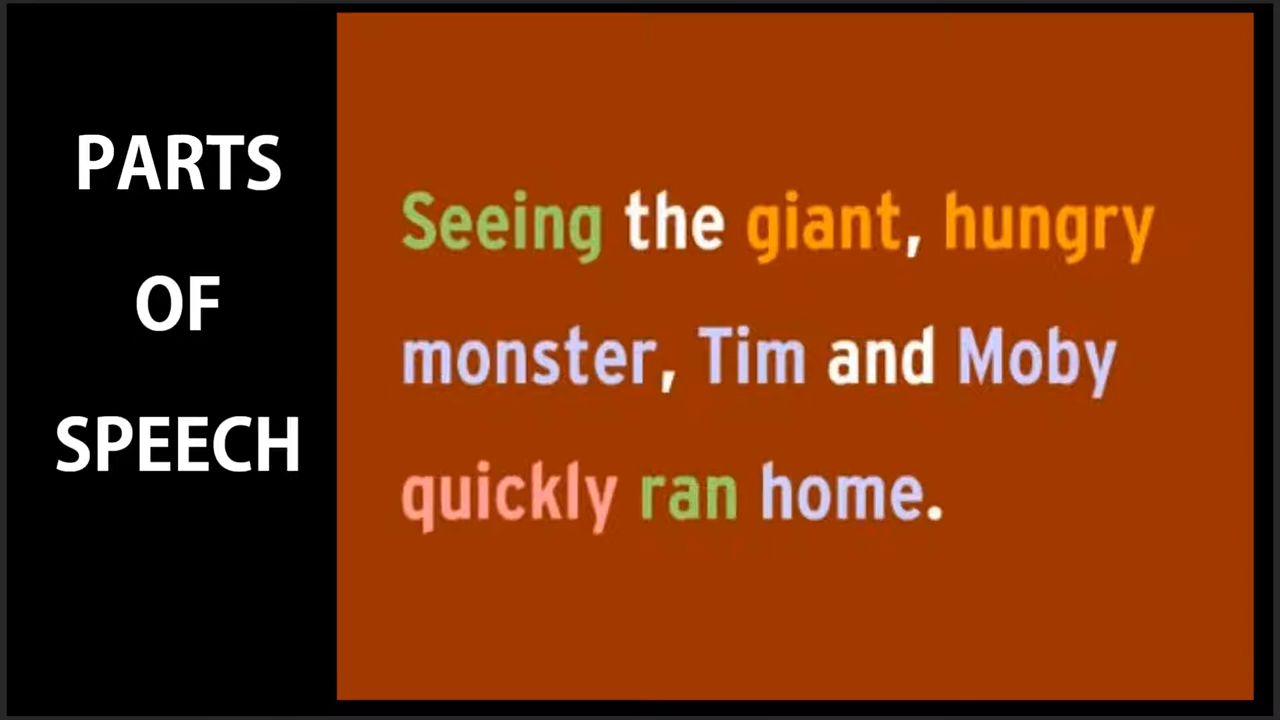 PARTS
OF
SPEECH
Seeing the giant, hungry
monster, Tim and Moby
quickly ran home.